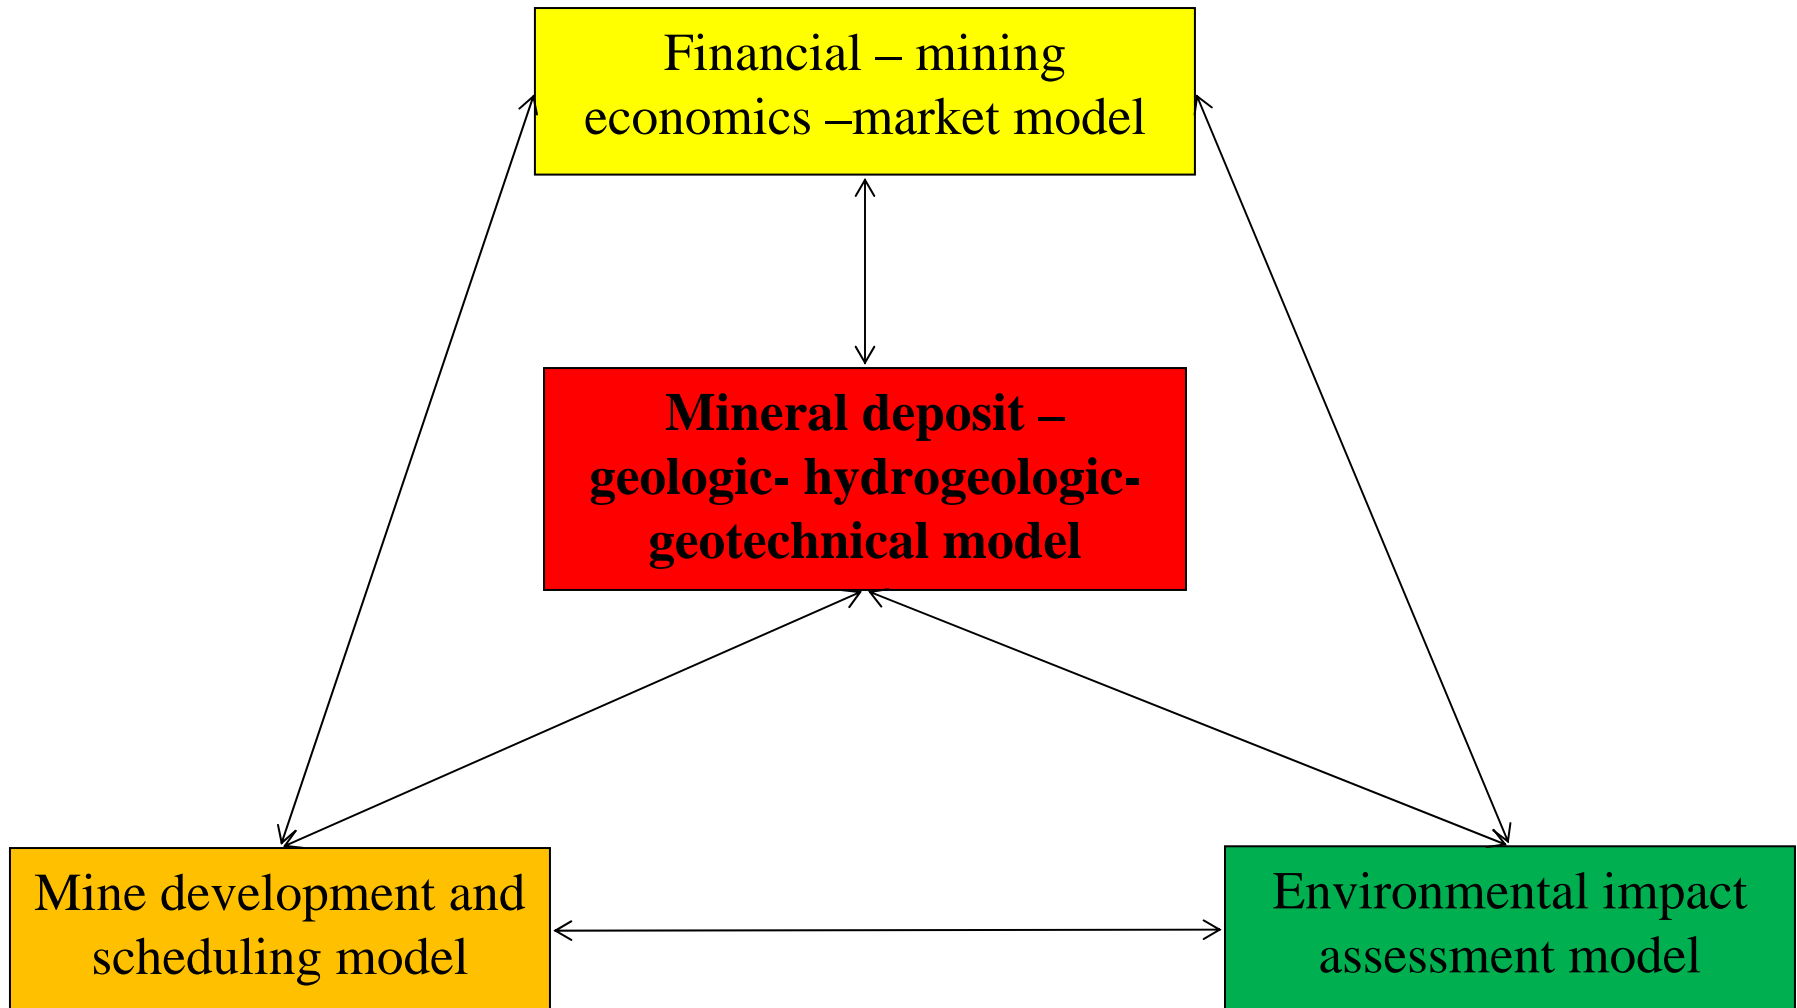 Financial – mining
economics –market model
Mineral deposit –
geologic- hydrogeologic-
geotechnical model
Mine development and
scheduling model
Environmental impact
assessment model